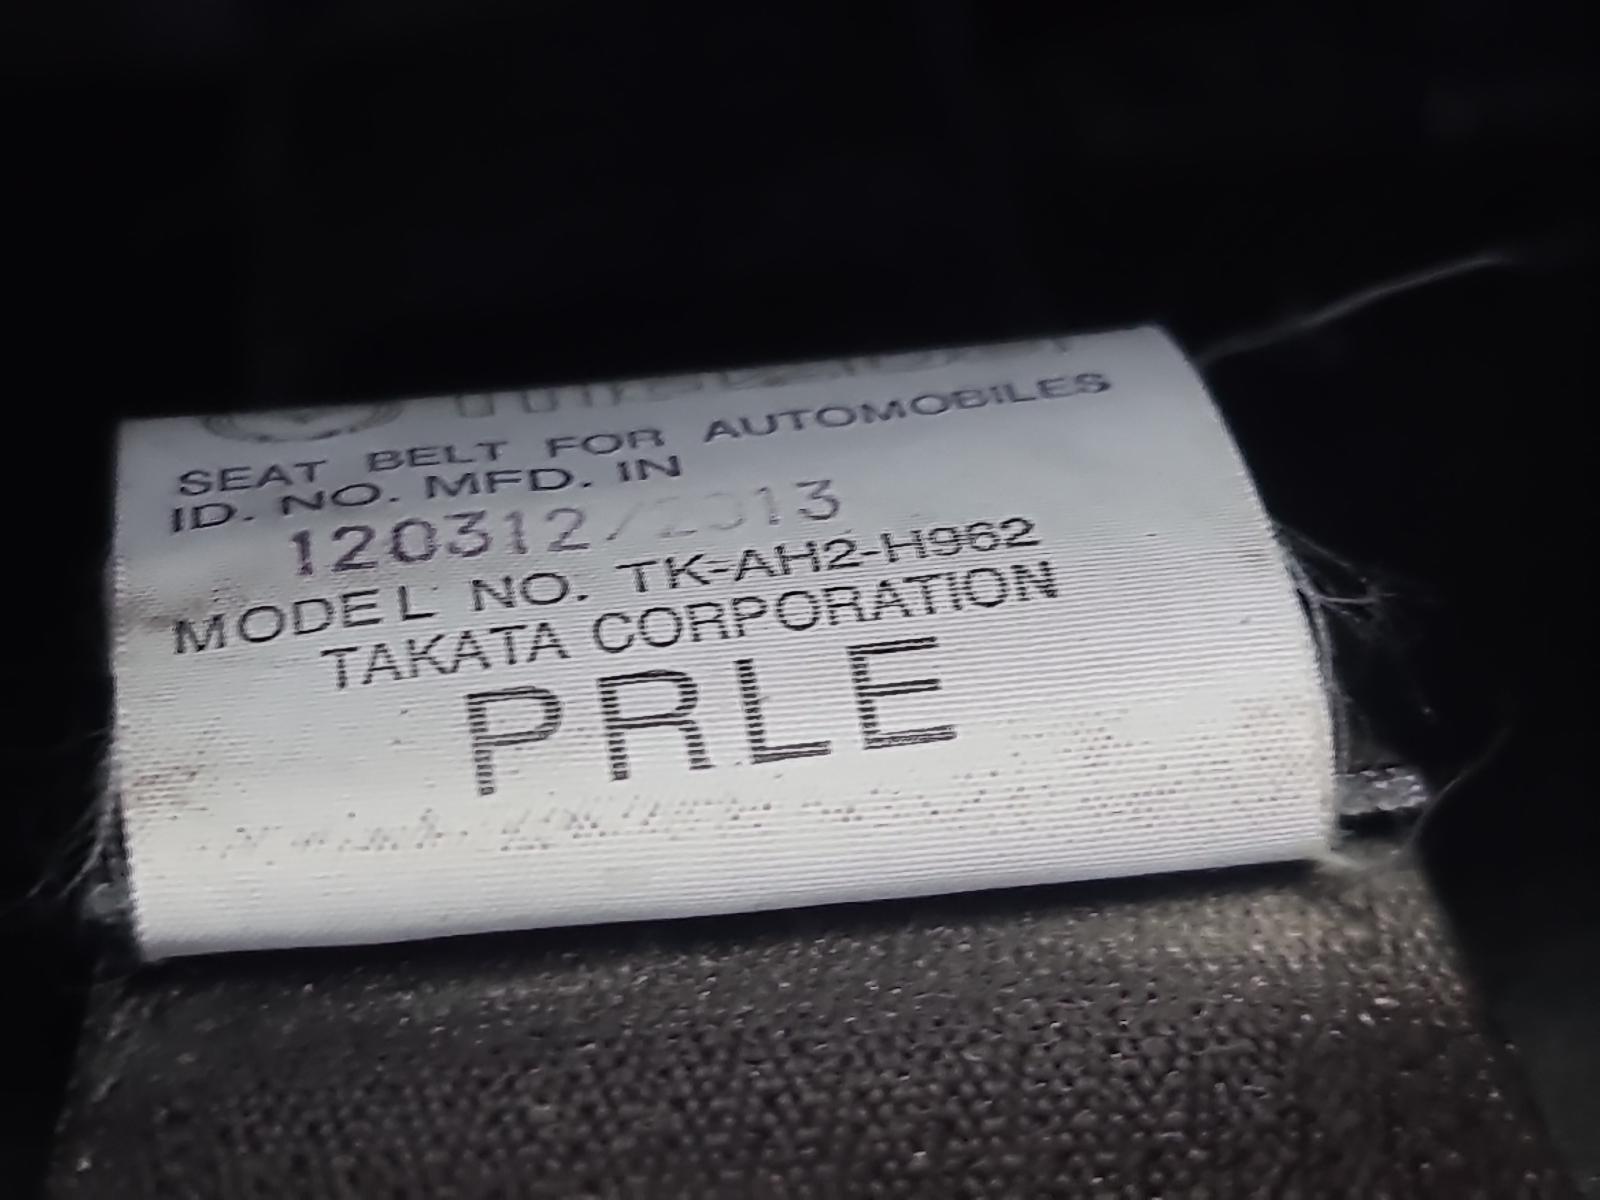 SEAT BELT FOR AUTOMOBILES
ID. NO. MFD. IN
120312/2013
MODEL NO. TK-AH2-H962
TAKATA CORPORATION
PRLE